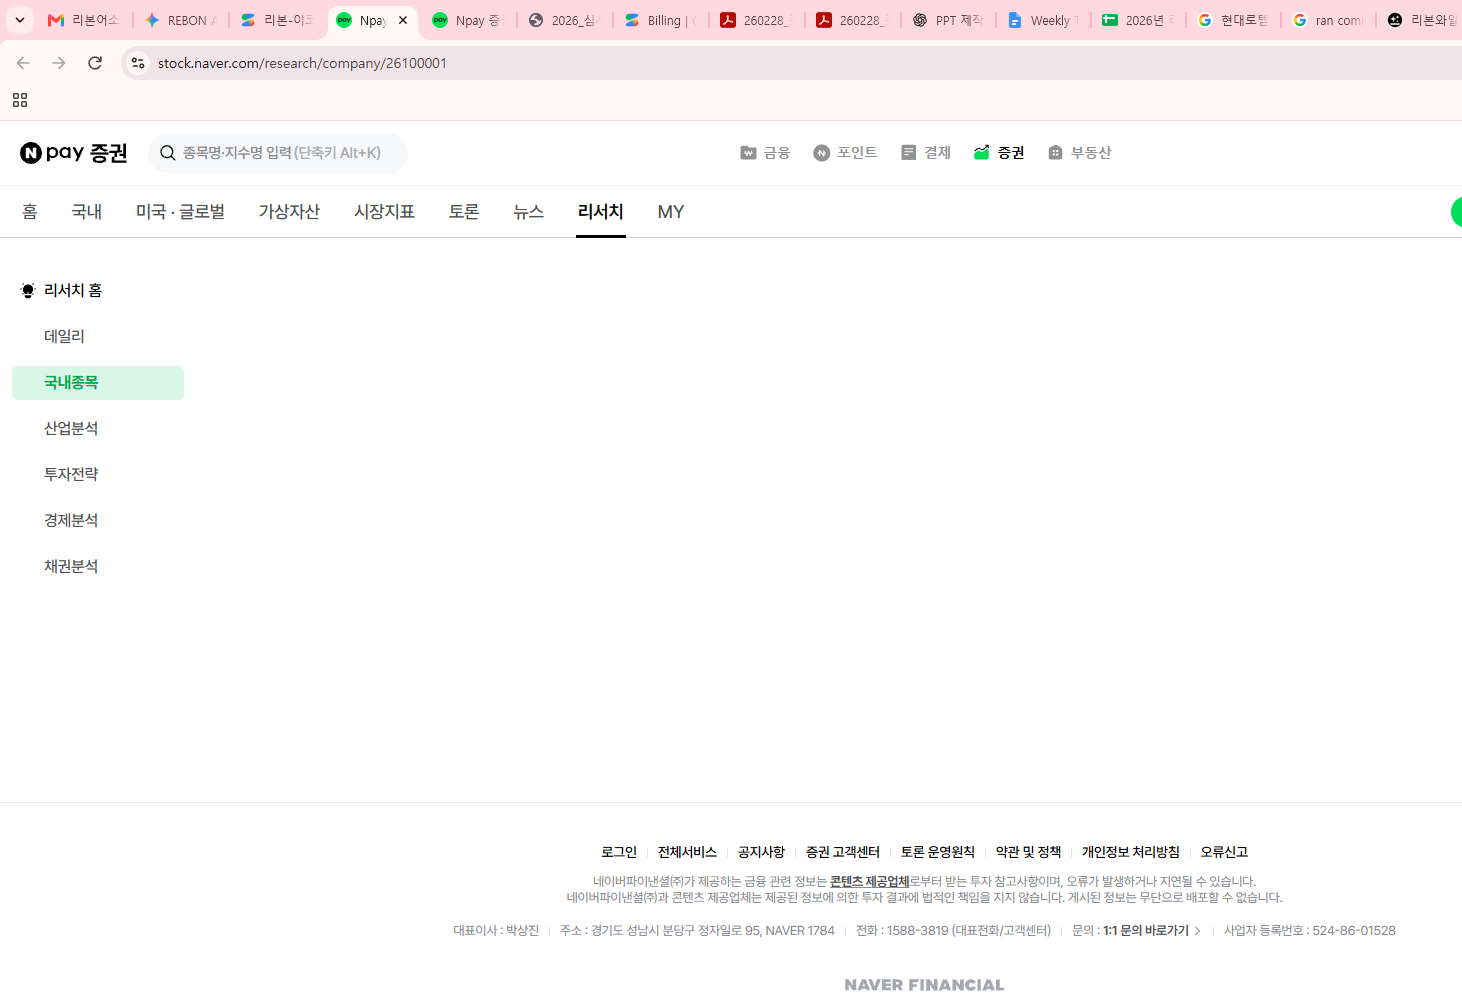 리본어소
REBON A
리본-이크
Npay
Npay 증
2026_심사
Billing | C
260228_
260228_
PPT 제작
Weekly T
2026년
현대로템
ran com
리본와일
stock.naver.com/research/company/26100001
N pay 증권
종목명·지수명 입력 (단축키 Alt+K)
금융
포인트
결제
증권
부동산
홈
국내
미국 · 글로벌
가상자산
시장지표
토론
뉴스
리서치
MY
리서치 홈
데일리
국내종목
산업분석
투자전략
경제분석
채권분석
로그인 전체서비스 공지사항 증권 고객센터 토론 운영원칙 약관 및 정책 개인정보 처리방침 오류신고
네이버파이낸셜㈜가 제공하는 금융 관련 정보는 콘텐츠 제공업체로부터 받는 투자 참고사항이며, 오류가 발생하거나 지연될 수 있습니다.
네이버파이낸셜㈜과 콘텐츠 제공업체는 제공된 정보에 의한 투자 결과에 법적인 책임을 지지 않습니다. 게시된 정보는 무단으로 배포할 수 없습니다.
대표이사 : 박상진 주소 : 경기도 성남시 분당구 정자일로 95, NAVER 1784 전화 : 1588-3819 (대표전화/고객센터) 문의 : 1:1 문의 바로가기 사업자 등록번호 : 524-86-01528
NAVER FINANCIAL